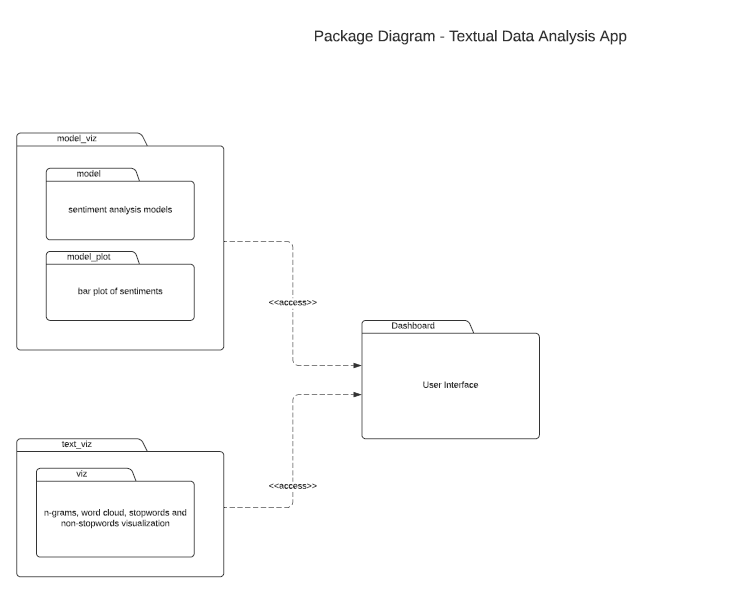 Package Diagram - Textual Data Analysis App
model_viz
model
sentiment analysis models
model_plot
bar plot of sentiments
<<access>>
Dashboard
User Interface
text_viz
viz
n-grams, word cloud, stopwords and
non-stopwords visualization
<<access>>